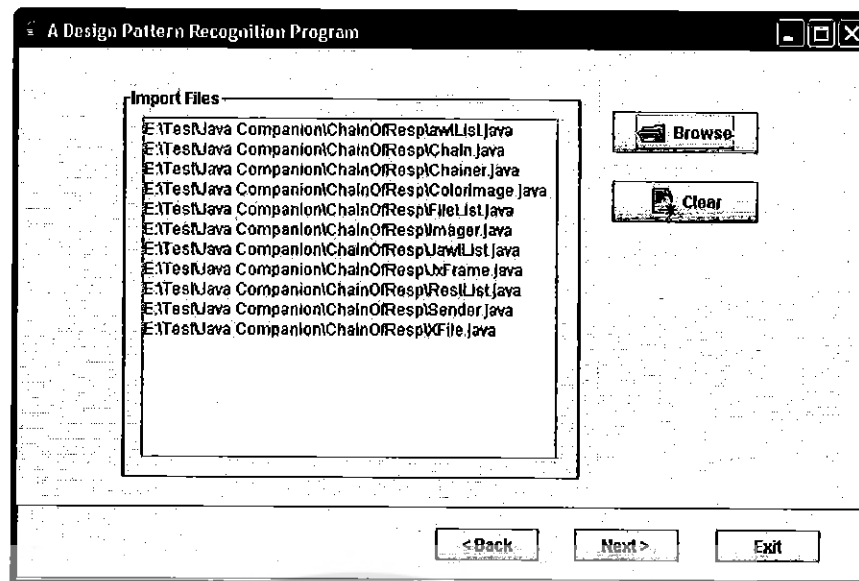 A Design Pattern Recognition Program
Import Files
E:\Test\Java Companion\ChainOfResp\awtList.java
E:\Test\Java Companion\ChainOfResp\Chain.java
E:\Test\Java Companion\ChainOfResp\Chainer.java
E:\Test\Java Companion\ChainOfResp\ColorImage.java
E:\Test\Java Companion\ChainOfResp\FileList.java
E:\Test\Java Companion\ChainOfResp\Imager.java
E:\Test\Java Companion\ChainOfResp\JawtList.java
E:\Test\Java Companion\ChainOfResp\JxFrame.java
E:\Test\Java Companion\ChainOfResp\RestList.java
E:\Test\Java Companion\ChainOfResp\Sender.java
E:\Test\Java Companion\ChainOfResp\XFile.java
Browse
Clear
< Back
Next >
Exit